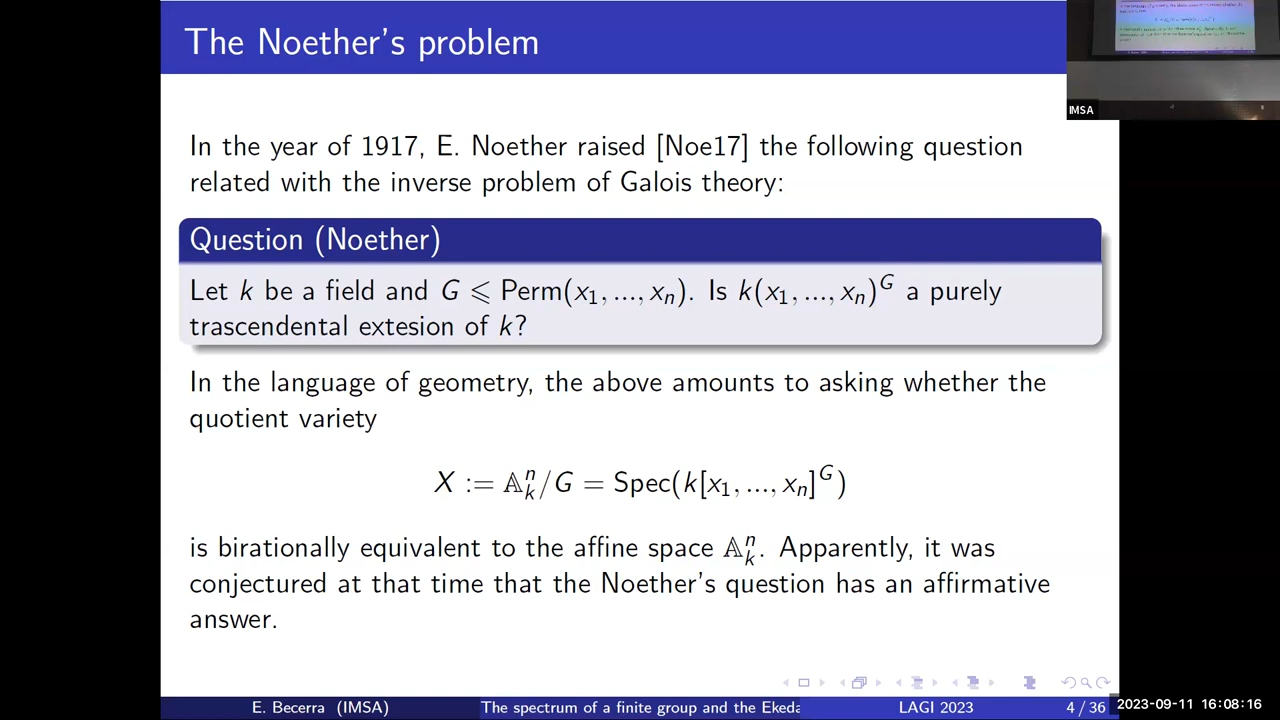 The Noether's problem
IMSA
In the year of 1917, E. Noether raised [Noe17] the following question
related with the inverse problem of Galois theory:
Question (Noether)
Let k be a field and G ⩽ Perm(x₁, ..., xₙ). Is k(x₁, ..., xₙ)ᴳ a purely
trascendental extesion of k?
In the language of geometry, the above amounts to asking whether the
quotient variety
X := 𝔸ⁿₖ/G = Spec(k[x₁, ..., xₙ]ᴳ)
is birationally equivalent to the affine space 𝔸ⁿₖ. Apparently, it was
conjectured at that time that the Noether's question has an affirmative
answer.
E. Becerra (IMSA) The spectrum of a finite group and the Ekeda LAGI 2023 4 / 36
2023-09-11 16:08:16